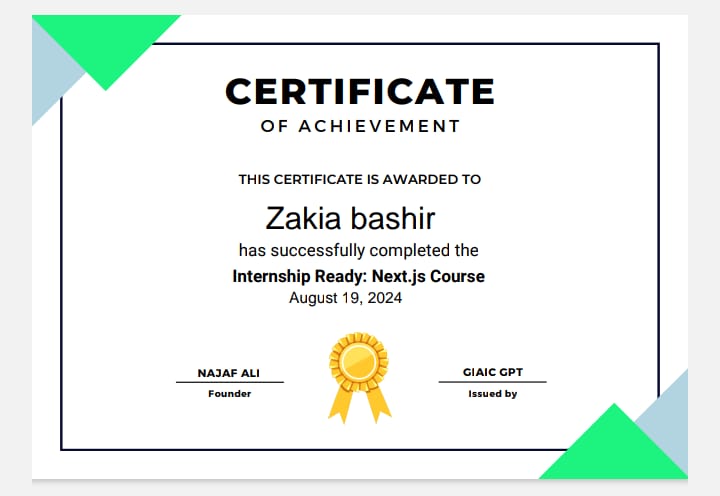 CERTIFICATE
OF ACHIEVEMENT
THIS CERTIFICATE IS AWARDED TO
Zakia bashir
has successfully completed the
Internship Ready: Next.js Course
August 19, 2024
NAJAF ALI
Founder
GIAIC GPT
Issued by